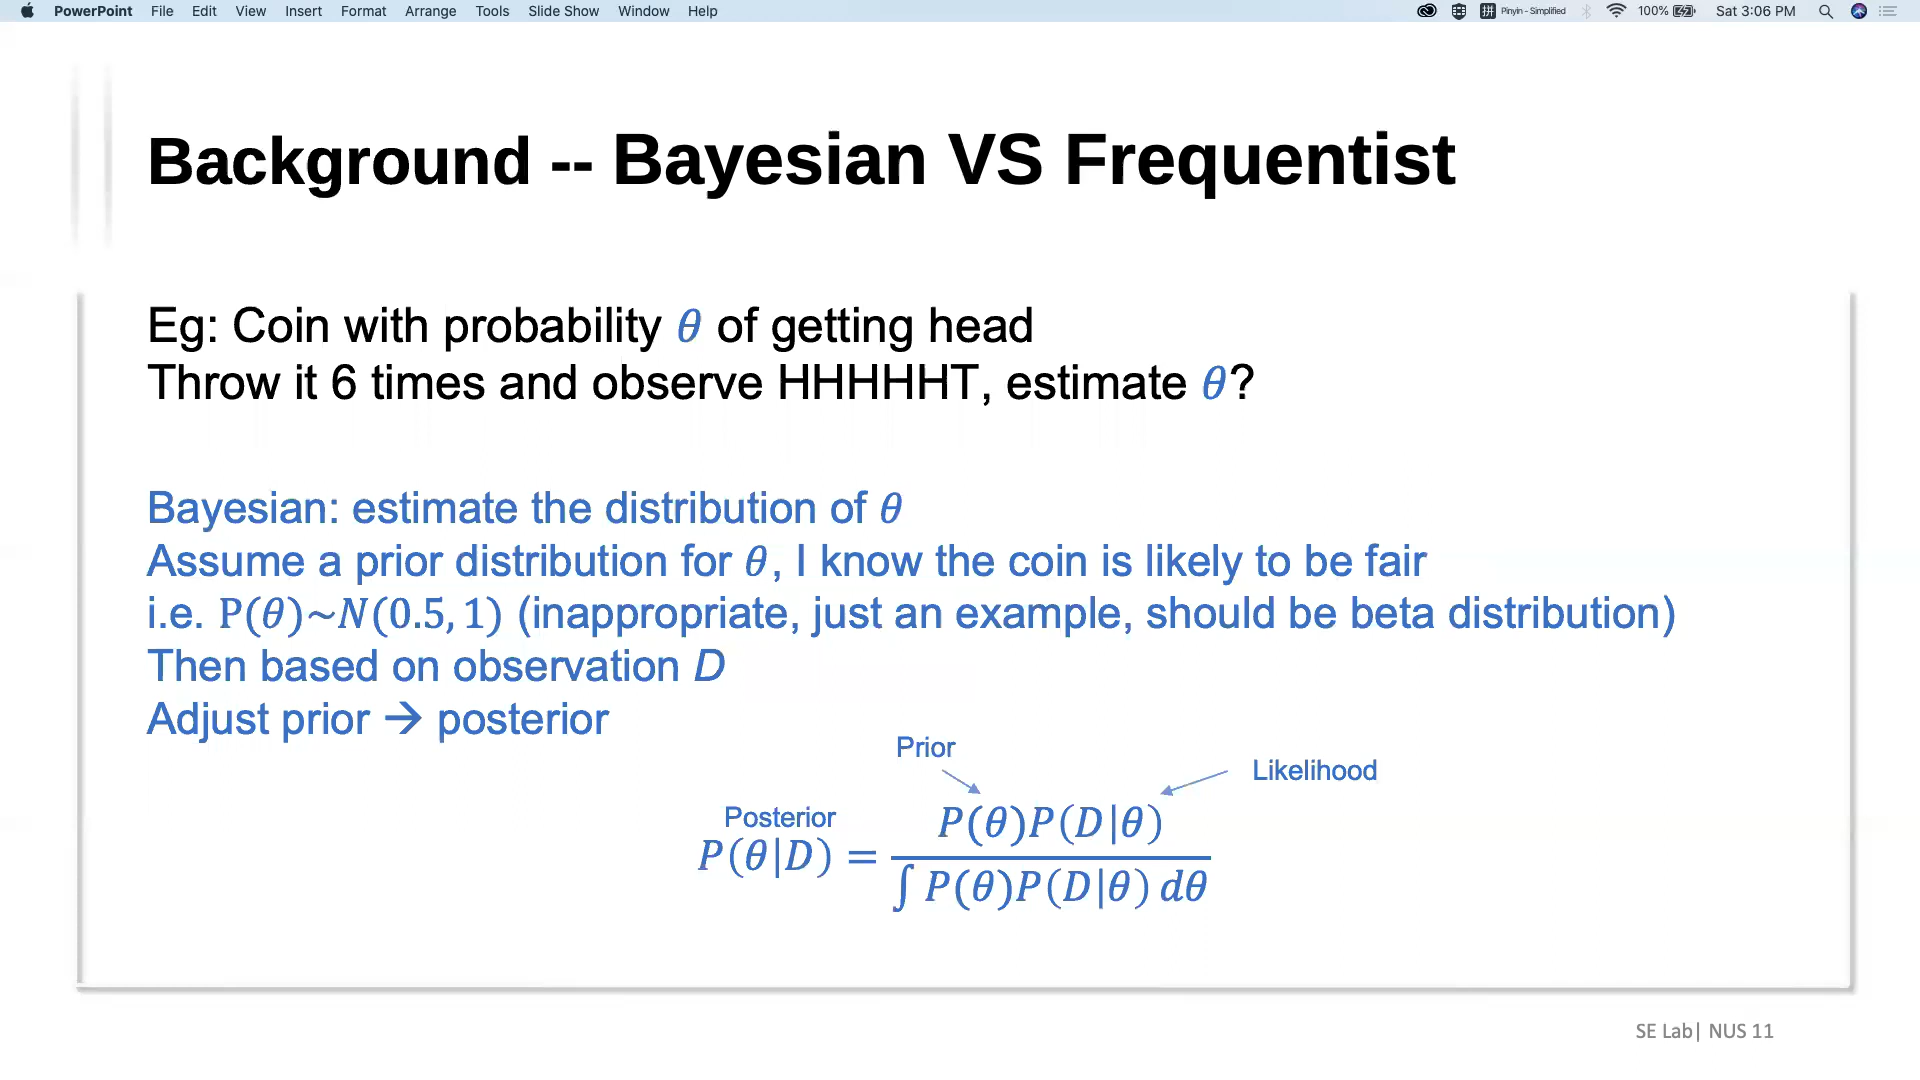 PowerPoint File Edit View Insert Format Arrange Tools Slide Show Window Help 拼 Pinyin - Simplified 100% Sat 3:06 PM
Background -- Bayesian VS Frequentist
Eg: Coin with probability θ of getting head
Throw it 6 times and observe HHHHHT, estimate θ?
Bayesian: estimate the distribution of θ
Assume a prior distribution for θ, I know the coin is likely to be fair
i.e. P(θ)~N(0.5, 1) (inappropriate, just an example, should be beta distribution)
Then based on observation D
Adjust prior → posterior
Prior
Likelihood
Posterior
P(θ|D) = P(θ)P(D|θ)
∫ P(θ)P(D|θ) dθ
SE Lab| NUS 11